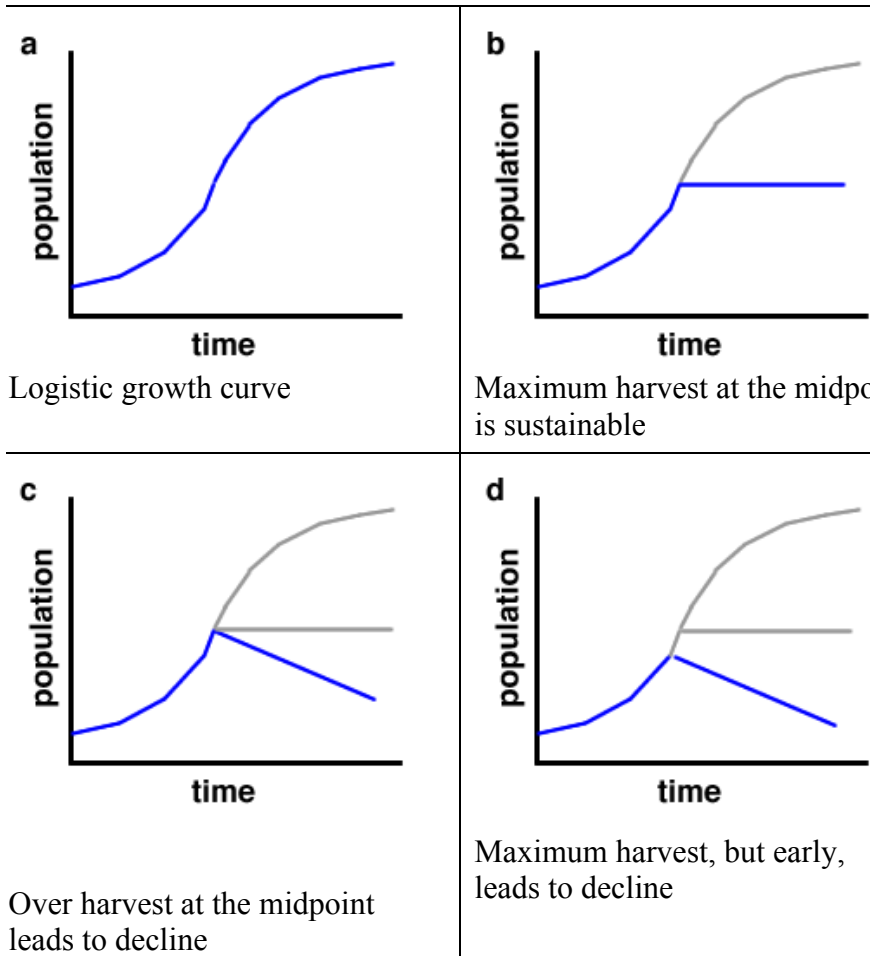 a
population
time
Logistic growth curve
b
population
time
Maximum harvest at the
is sustainable
c
population
time
Over harvest at the midpoint
leads to decline
d
population
time
Maximum harvest, but early,
leads to decline